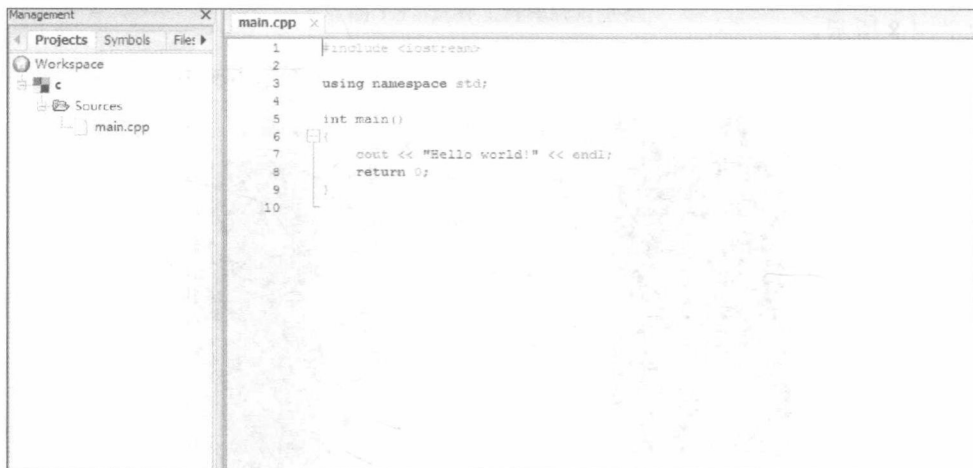 Management X
Projects Symbols Files
Workspace
c
Sources
main.cpp
main.cpp ×
1 #include <iostream>
2
3 using namespace std;
4
5 int main()
6 {
7 cout << "Hello world!" << endl;
8 return 0;
9 }
10